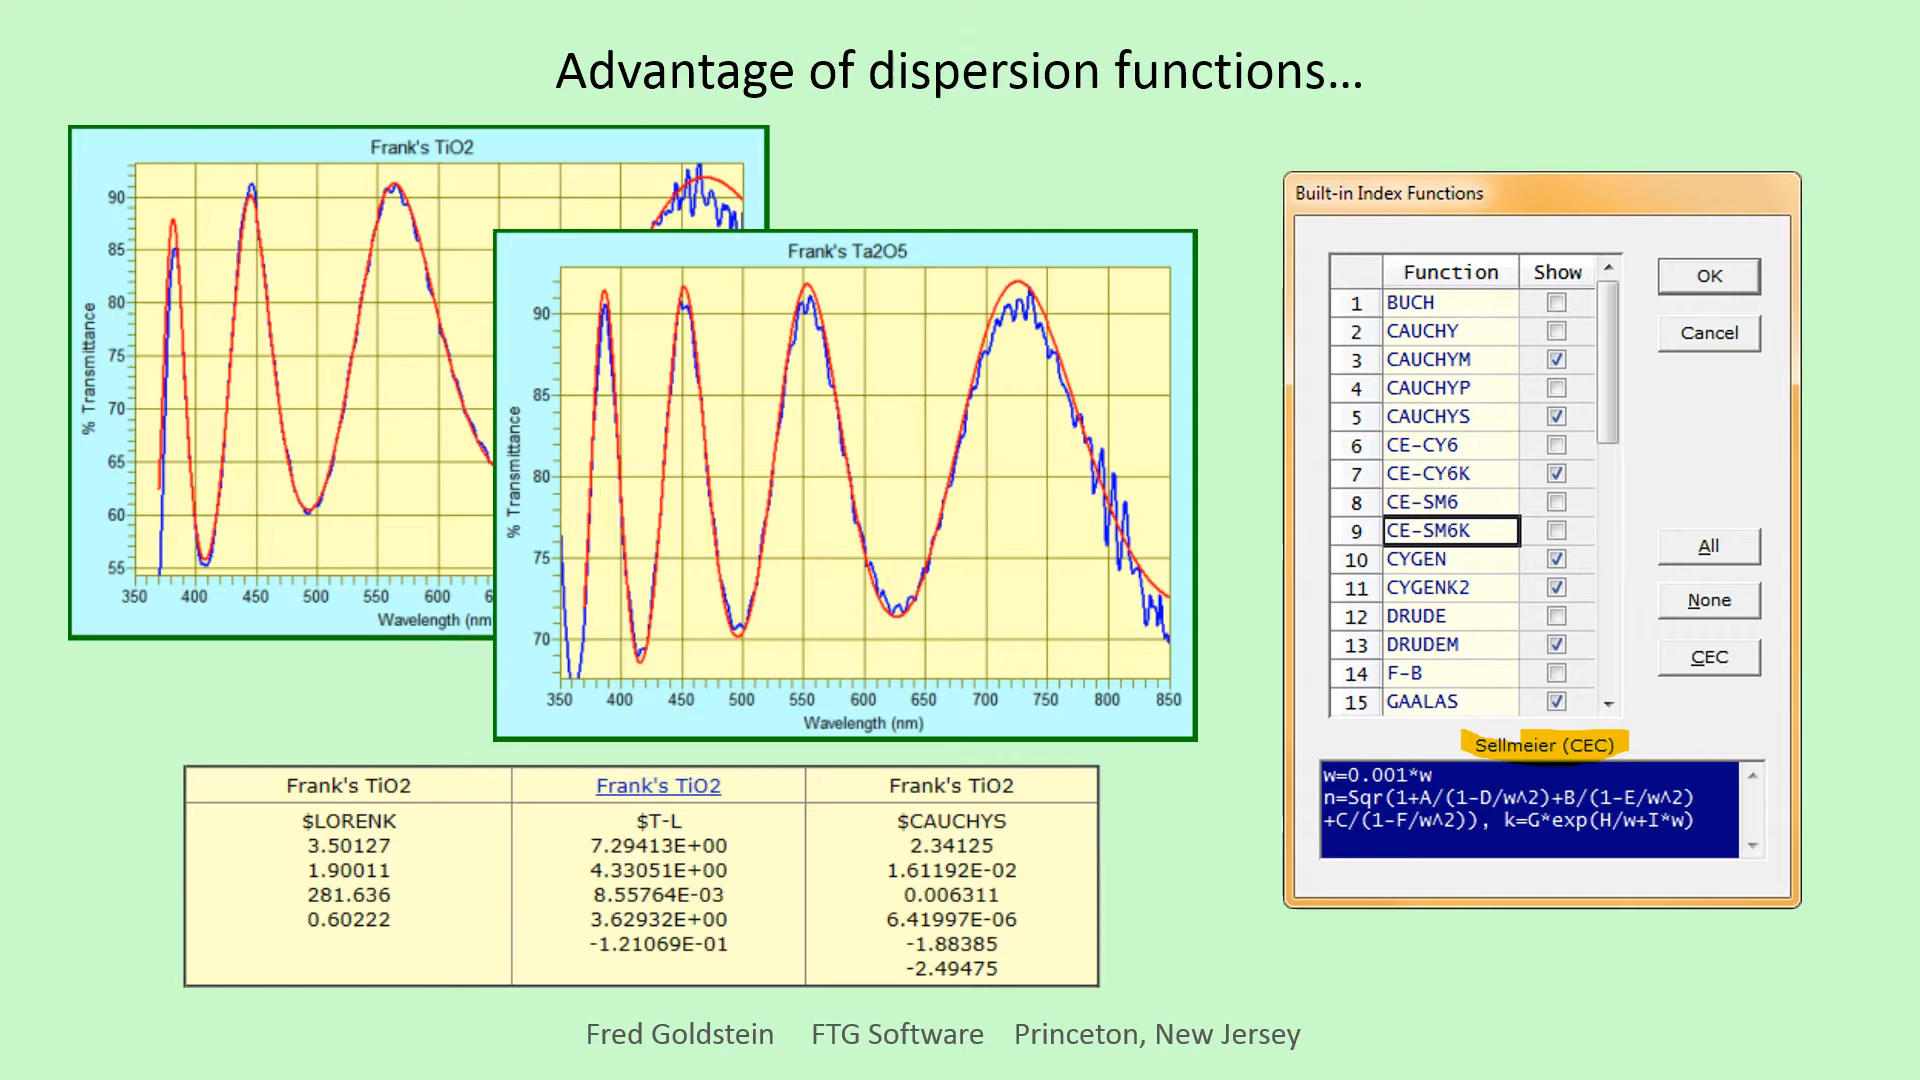 Advantage of dispersion functions...
Frank's TiO2
90
85
80
75
70
65
60
55
% Transmittance
350 400 450 500 550 6
Wavelength (nm
Frank's Ta2O5
90
85
80
75
70
% Transmittance
350 400 450 500 550 600 650 700 750 800 850
Wavelength (nm)
Frank's TiO2 Frank's TiO2 Frank's TiO2
$LORENK $T-L $CAUCHYS
3.50127 7.29413E+00 2.34125
1.90011 4.33051E+00 1.61192E-02
281.636 8.55764E-03 0.006311
0.60222 3.62932E+00 6.41997E-06
-1.21069E-01 -1.88385
-2.49475
Built-in Index Functions
Function Show
1 BUCH
2 CAUCHY
3 CAUCHYM
4 CAUCHYP
5 CAUCHYS
6 CE-CY6
7 CE-CY6K
8 CE-SM6
9 CE-SM6K
10 CYGEN
11 CYGENK2
12 DRUDE
13 DRUDEM
14 F-B
15 GAALAS
OK
Cancel
All
None
CEC
Sellmeier (CEC)
w=0.001*w
n=Sqr(1+A/(1-D/w^2)+B/(1-E/w^2)
+C/(1-F/w^2)), k=G*exp(H/w+I*w)
Fred Goldstein FTG Software Princeton, New Jersey